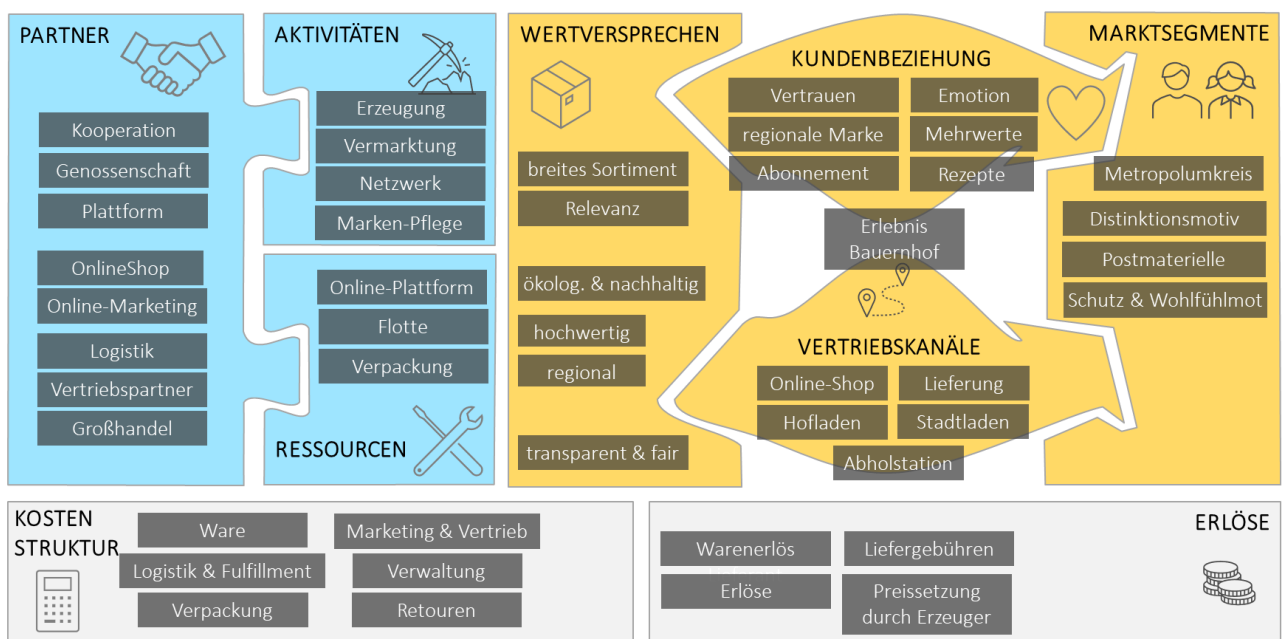 PARTNER
Kooperation
Genossenschaft
Plattform
OnlineShop
Online-Marketing
Logistik
Vertriebspartner
Großhandel
AKTIVITÄTEN
Erzeugung
Vermarktung
Netzwerk
Marken-Pflege
Online-Plattform
Flotte
Verpackung
RESSOURCEN
WERTVERSPRECHEN
breites Sortiment
Relevanz
ökolog. & nachhaltig
hochwertig
regional
transparent & fair
KUNDENBEZIEHUNG
Vertrauen
Emotion
regionale Marke
Mehrwerte
Abonnement
Rezepte
Erlebnis
Bauernhof
VERTRIEBSKANÄLE
Online-Shop
Lieferung
Hofladen
Stadtladen
Abholstation
MARKTSEGMENTE
Metropolumkreis
Distinktionsmotiv
Postmaterielle
Schutz & Wohlfühlmot
KOSTEN
STRUKTUR
Ware
Marketing & Vertrieb
Logistik & Fulfillment
Verwaltung
Verpackung
Retouren
ERLÖSE
Warenerlös
Liefergebühren
Erlöse
Preissetzung
durch Erzeuger